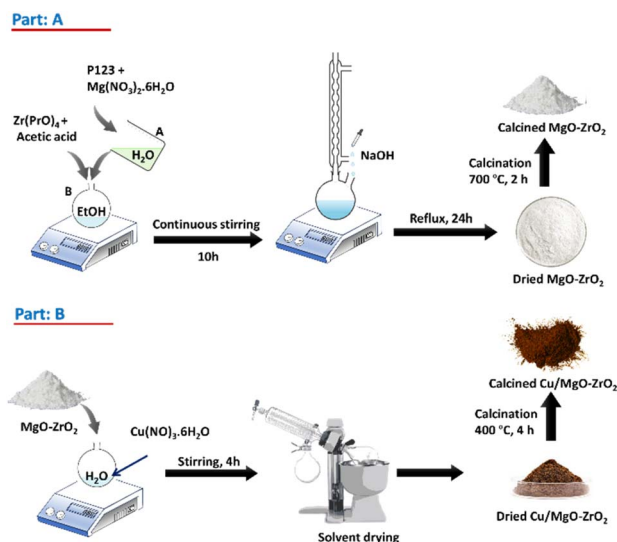 Part: A
P123 +
Mg(NO₃)₂.6H₂O
Zr(PrO)₄ +
Acetic acid
A
H₂O
B
EtOH
Continuous stirring
10h
NaOH
Reflux, 24h
Calcined MgO-ZrO₂
Calcination
700 °C, 2 h
Dried MgO-ZrO₂
Part: B
MgO-ZrO₂
Cu(NO)₃.6H₂O
H₂O
Stirring, 4h
Solvent drying
Calcined Cu/MgO-ZrO₂
Calcination
400 °C, 4 h
Dried Cu/MgO-ZrO₂